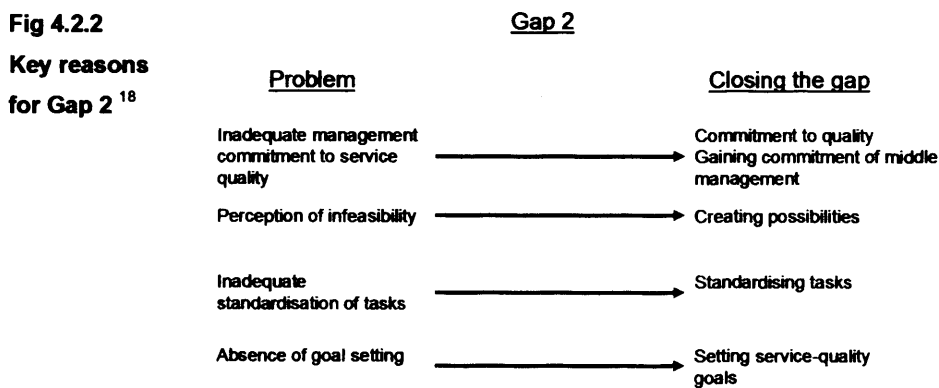 Fig 4.2.2
Key reasons
for Gap 2 18
Gap 2
Problem
Closing the gap
Inadequate management
commitment to service
quality
Commitment to quality
Gaining commitment of middle
management
Perception of infeasibility
Creating possibilities
Inadequate
standardisation of tasks
Standardising tasks
Absence of goal setting
Setting service-quality
goals